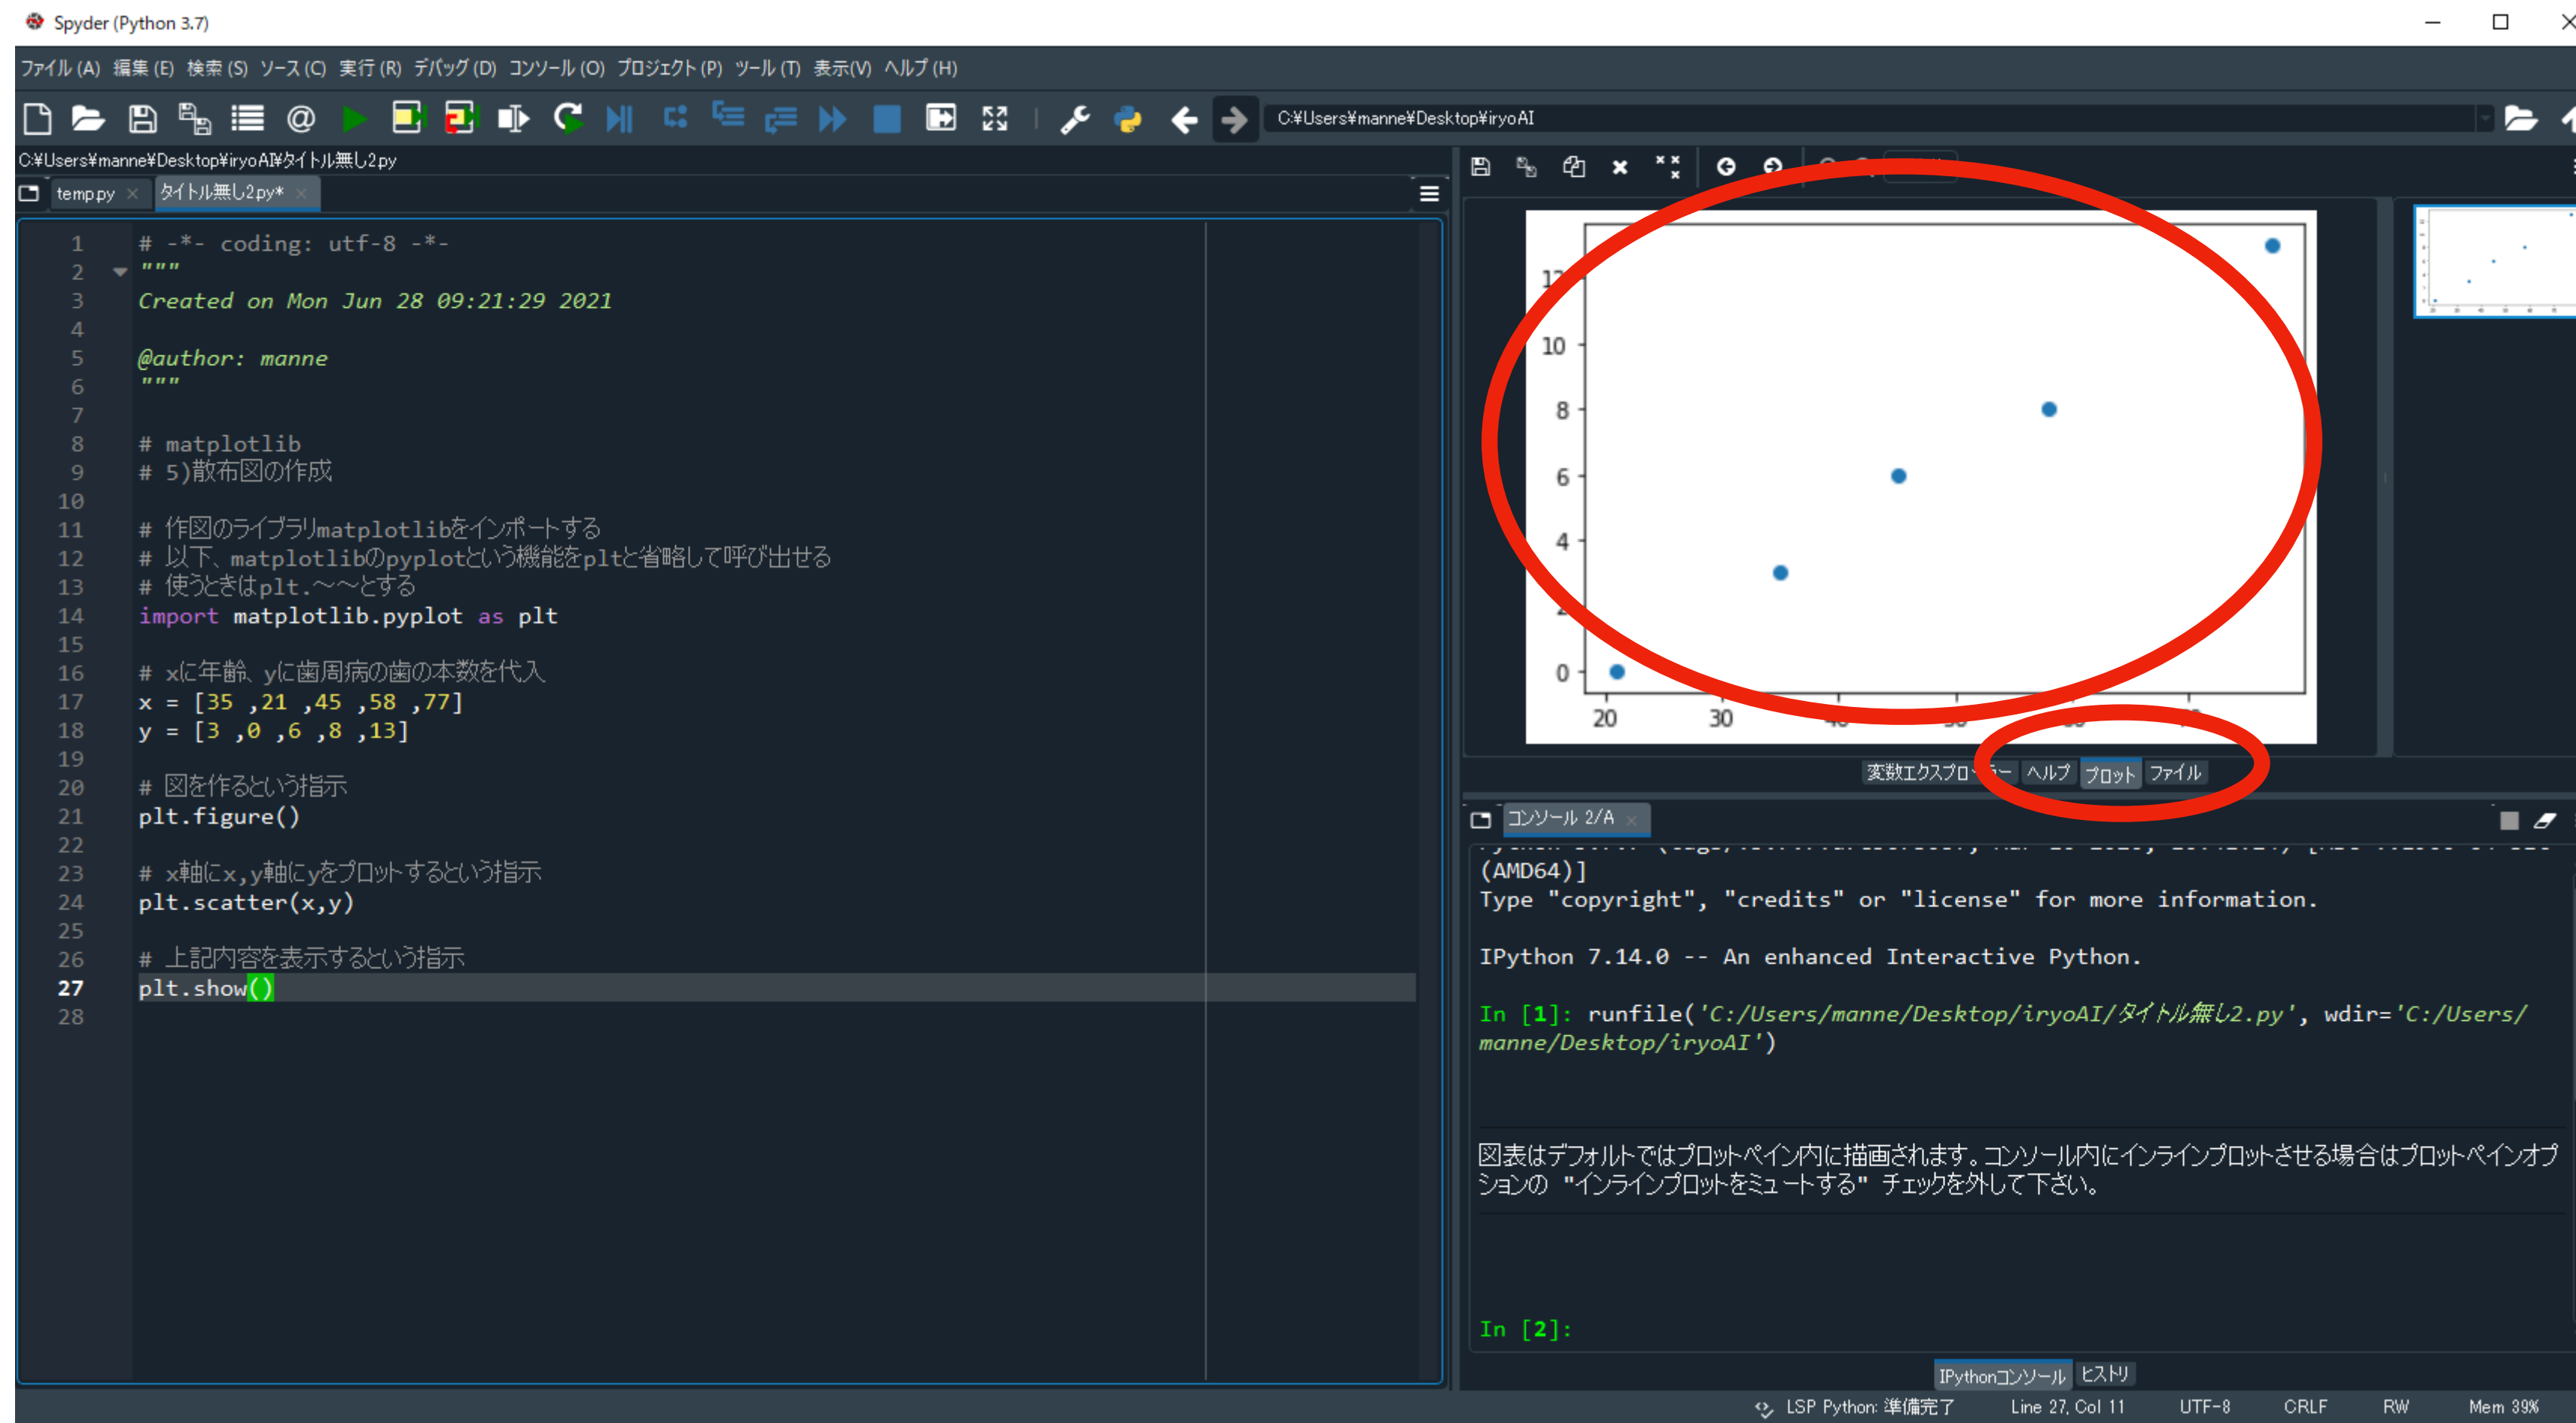 Spyder (Python 3.7)
ファイル (A) 編集 (E) 検索 (S) ソース (C) 実行 (R) デバッグ (D) コンソール (O) プロジェクト (P) ツール (T) 表示(V) ヘルプ (H)
C:¥Users¥manne¥Desktop¥iryoAI
C:¥Users¥manne¥Desktop¥iryoAI¥タイトル無し2.py
temp.py
タイトル無し2.py*
1 # -*- coding: utf-8 -*-
2 """
3 Created on Mon Jun 28 09:21:29 2021
4
5 @author: manne
6 """
7
8 # matplotlib
9 # 5)散布図の作成
10
11 # 作図のライブラリmatplotlibをインポートする
12 # 以下、matplotlibのpyplotという機能をpltと省略して呼び出せる
13 # 使うときはplt.～～とする
14 import matplotlib.pyplot as plt
15
16 # xに年齢、yに歯周病の歯の本数を代入
17 x = [35 ,21 ,45 ,58 ,77]
18 y = [3 ,0 ,6 ,8 ,13]
19
20 # 図を作るという指示
21 plt.figure()
22
23 # x軸にx,y軸にyをプロットするという指示
24 plt.scatter(x,y)
25
26 # 上記内容を表示するという指示
27 plt.show()
28
10
8
6
4
0
20 30
変数エクスプローラー ヘルプ プロット ファイル
コンソール 2/A
(AMD64)]
Type "copyright", "credits" or "license" for more information.
IPython 7.14.0 -- An enhanced Interactive Python.
In [1]: runfile('C:/Users/manne/Desktop/iryoAI/タイトル無し2.py', wdir='C:/Users/
manne/Desktop/iryoAI')
図表はデフォルトではプロットペイン内に描画されます。コンソール内にインラインプロットさせる場合はプロットペインオプ
ションの "インラインプロットをミュートする" チェックを外して下さい。
In [2]:
IPythonコンソール ヒストリ
LSP Python: 準備完了 Line 27, Col 11 UTF-8 CRLF RW Mem 39%